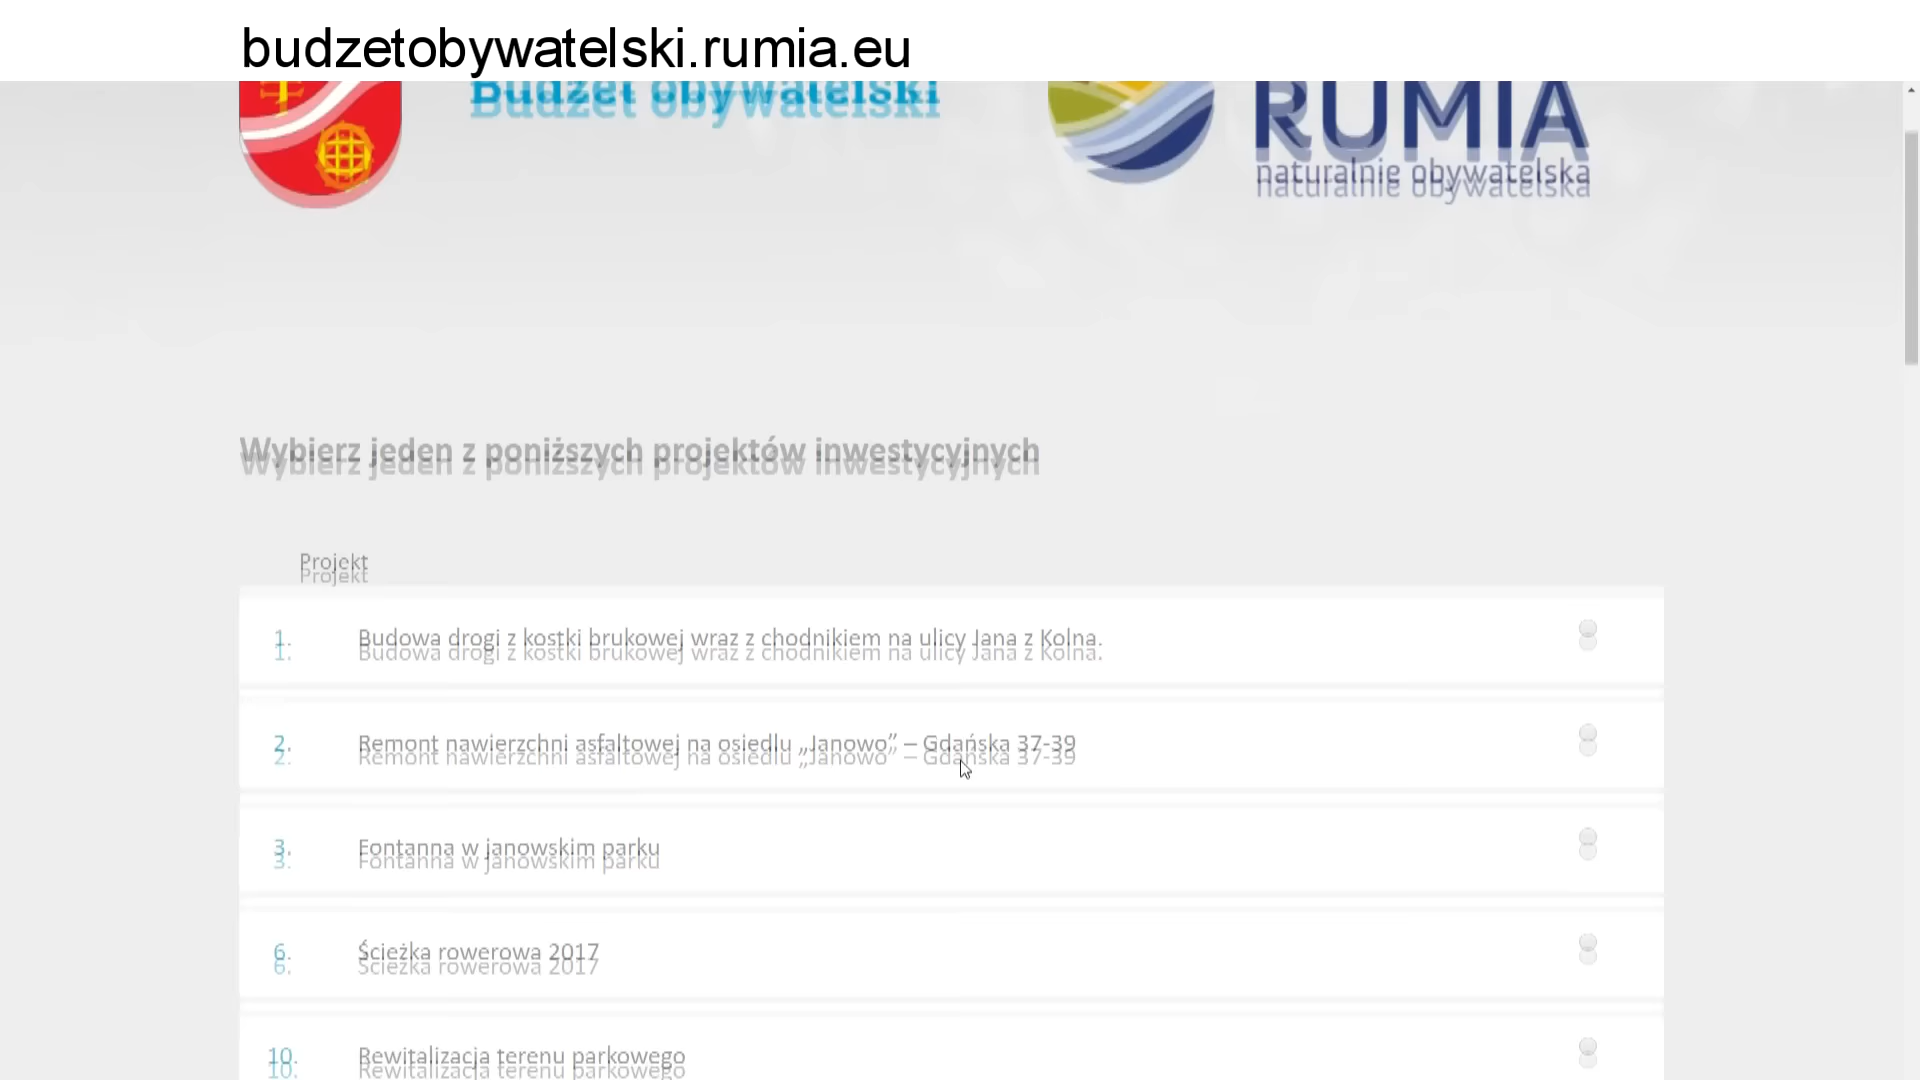 budzetobywatelski.rumia.eu
Budżet obywatelski
RUMIA
naturalnie obywatelska
Wybierz jeden z poniższych projektów inwestycyjnych
Projekt
1. Budowa drogi z kostki brukowej wraz z chodnikiem na ulicy Jana z Kolna.
2. Remont nawierzchni asfaltowej na osiedlu „Janowo” – Gdańska 37-39
3. Fontanna w janowskim parku
6. Ścieżka rowerowa 2017
10. Rewitalizacja terenu parkowego